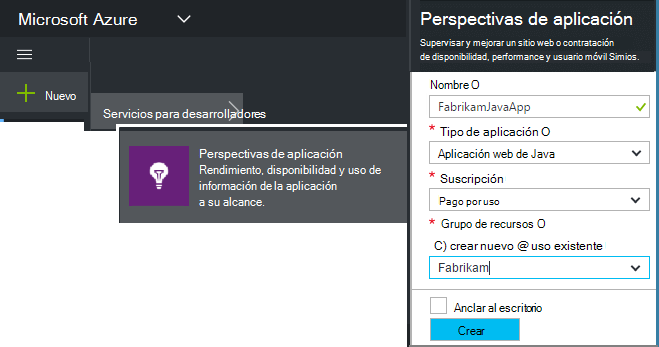 Microsoft Azure
Nuevo
Servicios para desarrolladores
Perspectivas de aplicación
Rendimiento, disponibilidad y uso de
información de la aplicación
a su alcance.
Perspectivas de aplicación
Supervisar y mejorar un sitio web o contratación
de disponibilidad, performance y usuario móvil Simios.
Nombre O
FabrikamJavaApp
* Tipo de aplicación O
Aplicación web de Java
* Suscripción
Pago por uso
* Grupo de recursos O
C) crear nuevo @ uso existente
Fabrikam
Anclar al escritorio
Crear